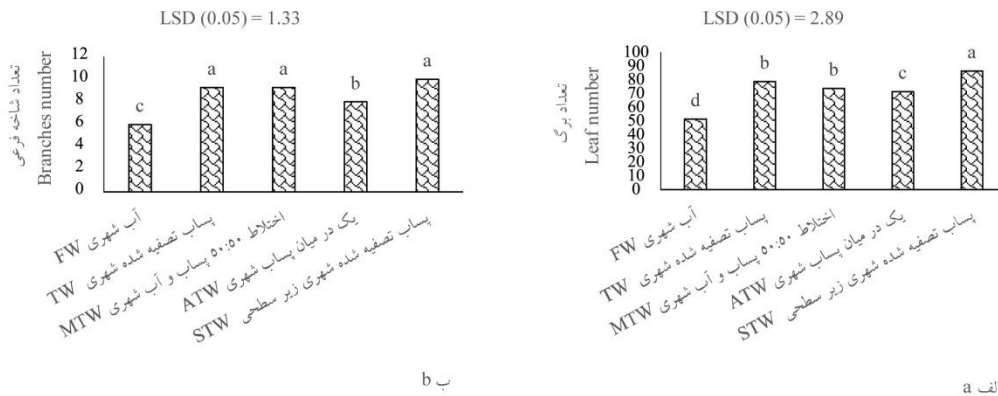 LSD (0.05) = 1.33
تعداد شاخه فرعی
Branches number
12
10
8
6
4
2
0
c
a
a
b
a
آب شهری FW
پساب تصفیه شده شهری TW
اختلاط ۵۰:۵۰ پساب و آب شهری MTW
یک در میان پساب شهری ATW
پساب تصفیه شده شهری زیر سطحی STW
ب b
LSD (0.05) = 2.89
تعداد برگ
Leaf number
100
90
80
70
60
50
40
30
20
10
0
d
b
b
c
a
آب شهری FW
پساب تصفیه شده شهری TW
اختلاط ۵۰:۵۰ پساب و آب شهری MTW
یک در میان پساب شهری ATW
پساب تصفیه شده شهری زیر سطحی STW
لف a